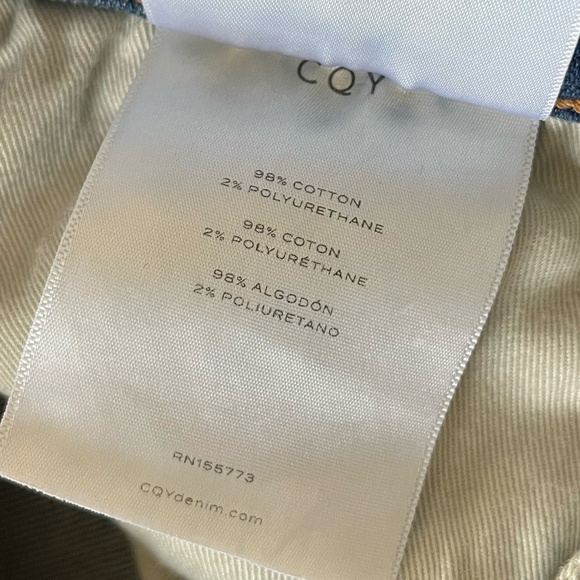 CQY
98% COTTON
2% POLYURETHANE
98% COTON
2% POLYURÉTHANE
98% ALGODÓN
2% POLIURETANO
RN155773
CQYdenim.com